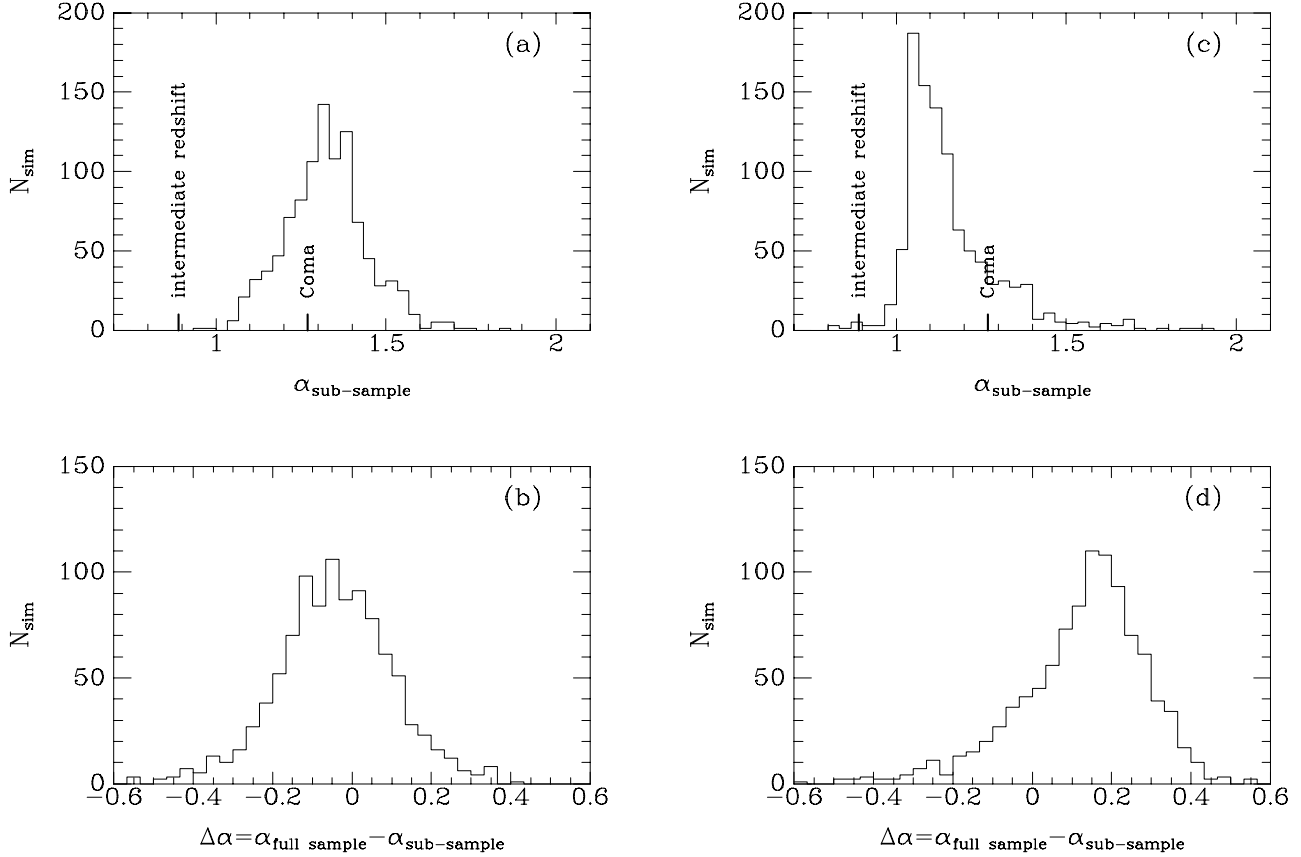 (a)
200
150
100
50
0
N_sim
intermediate redshift
Coma
1
1.5
2
α_sub−sample
(c)
200
150
100
50
0
N_sim
intermediate redshift
Coma
1
1.5
2
α_sub−sample
(b)
150
100
50
0
N_sim
−0.6
−0.4
−0.2
0
0.2
0.4
0.6
Δα=α_full sample−α_sub−sample
(d)
150
100
50
0
N_sim
−0.6
−0.4
−0.2
0
0.2
0.4
0.6
Δα=α_full sample−α_sub−sample